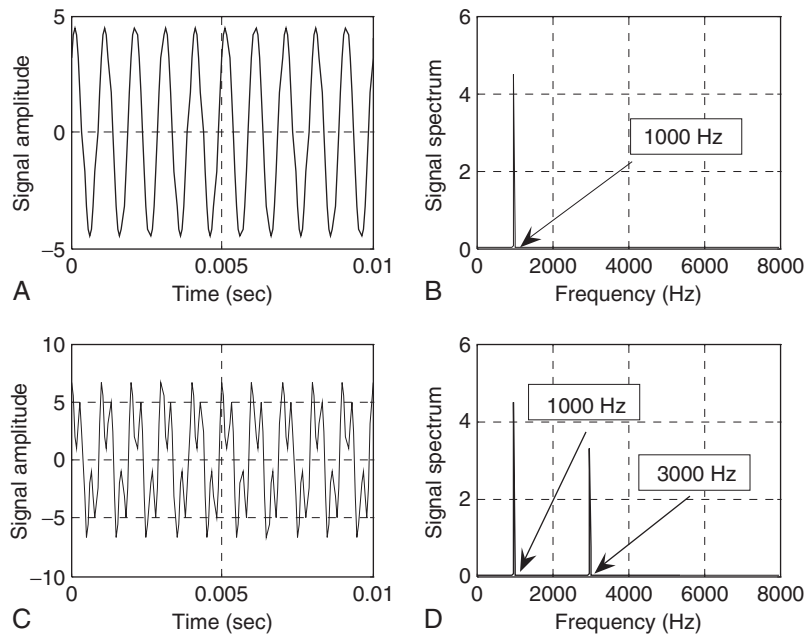 Signal amplitude
5
0
−5
0
0.005
0.01
Time (sec)
A
Signal spectrum
6
4
2
0
1000 Hz
0
2000
4000
6000
8000
Frequency (Hz)
B
Signal amplitude
10
5
0
−5
−10
0
0.005
0.01
Time (sec)
C
Signal spectrum
6
4
2
0
1000 Hz
3000 Hz
0
2000
4000
6000
8000
Frequency (Hz)
D